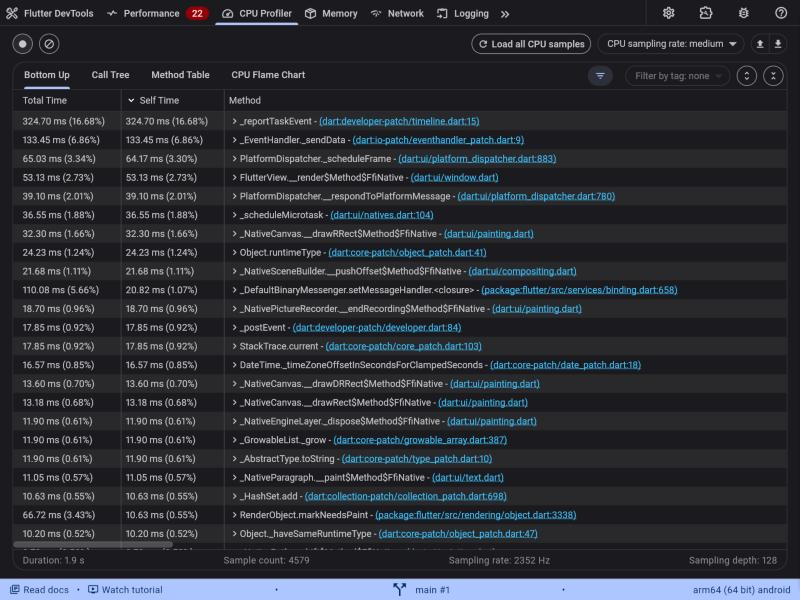 Flutter DevTools Performance 22 CPU Profiler Memory Network Logging »
Load all CPU samples CPU sampling rate: medium
Bottom Up Call Tree Method Table CPU Flame Chart Filter by tag: none
Total Time Self Time Method
324.70 ms (16.68%) 324.70 ms (16.68%) _reportTaskEvent - (dart:developer-patch/timeline.dart:15)
133.45 ms (6.86%) 133.45 ms (6.86%) _EventHandler._sendData - (dart:io-patch/eventhandler_patch.dart:9)
65.03 ms (3.34%) 64.17 ms (3.30%) PlatformDispatcher._scheduleFrame - (dart:ui/platform_dispatcher.dart:883)
53.13 ms (2.73%) 53.13 ms (2.73%) FlutterView.__render$Method$FfiNative - (dart:ui/window.dart)
39.10 ms (2.01%) 39.10 ms (2.01%) PlatformDispatcher.__respondToPlatformMessage - (dart:ui/platform_dispatcher.dart:780)
36.55 ms (1.88%) 36.55 ms (1.88%) _scheduleMicrotask - (dart:ui/natives.dart:104)
32.30 ms (1.66%) 32.30 ms (1.66%) _NativeCanvas.__drawRRect$Method$FfiNative - (dart:ui/painting.dart)
24.23 ms (1.24%) 24.23 ms (1.24%) Object.runtimeType - (dart:core-patch/object_patch.dart:41)
21.68 ms (1.11%) 21.68 ms (1.11%) _NativeSceneBuilder.__pushOffset$Method$FfiNative - (dart:ui/compositing.dart)
110.08 ms (5.66%) 20.82 ms (1.07%) _DefaultBinaryMessenger.setMessageHandler.<closure> - (package:flutter/src/services/binding.dart:658)
18.70 ms (0.96%) 18.70 ms (0.96%) _NativePictureRecorder.__endRecording$Method$FfiNative - (dart:ui/painting.dart)
17.85 ms (0.92%) 17.85 ms (0.92%) _postEvent - (dart:developer-patch/developer.dart:84)
17.85 ms (0.92%) 17.85 ms (0.92%) StackTrace.current - (dart:core-patch/core_patch.dart:103)
16.57 ms (0.85%) 16.57 ms (0.85%) DateTime._timeZoneOffsetInSecondsForClampedSeconds - (dart:core-patch/date_patch.dart:18)
13.60 ms (0.70%) 13.60 ms (0.70%) _NativeCanvas.__drawDRRect$Method$FfiNative - (dart:ui/painting.dart)
13.18 ms (0.68%) 13.18 ms (0.68%) _NativeCanvas.__drawRect$Method$FfiNative - (dart:ui/painting.dart)
11.90 ms (0.61%) 11.90 ms (0.61%) _NativeEngineLayer._dispose$Method$FfiNative - (dart:ui/painting.dart)
11.90 ms (0.61%) 11.90 ms (0.61%) _GrowableList._grow - (dart:core-patch/growable_array.dart:387)
11.90 ms (0.61%) 11.90 ms (0.61%) _AbstractType.toString - (dart:core-patch/type_patch.dart:10)
11.05 ms (0.57%) 11.05 ms (0.57%) _NativeParagraph.__paint$Method$FfiNative - (dart:ui/text.dart)
10.63 ms (0.55%) 10.63 ms (0.55%) _HashSet.add - (dart:collection-patch/collection_patch.dart:698)
66.72 ms (3.43%) 10.63 ms (0.55%) RenderObject.markNeedsPaint - (package:flutter/src/rendering/object.dart:3338)
10.20 ms (0.52%) 10.20 ms (0.52%) Object._haveSameRuntimeType - (dart:core-patch/object_patch.dart:47)
Duration: 1.9 s Sample count: 4579 Sampling rate: 2352 Hz Sampling depth: 128
Read docs • Watch tutorial • main #1 • arm64 (64 bit) android